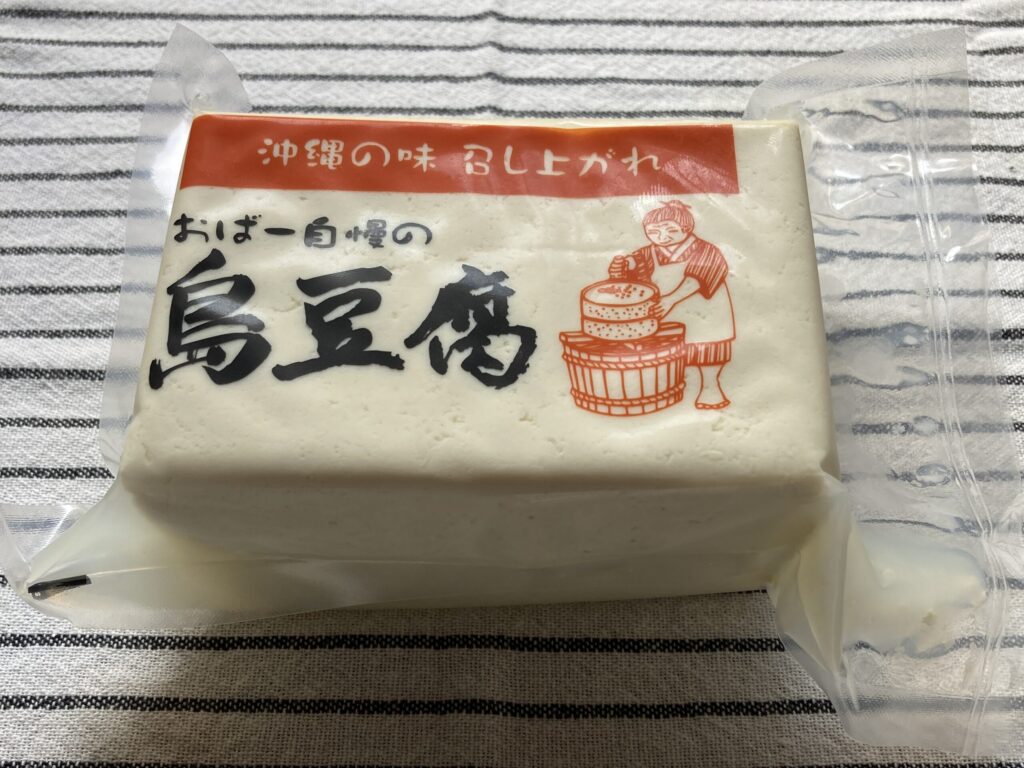 沖縄の味 召し上がれ
おばー自慢の
島豆腐